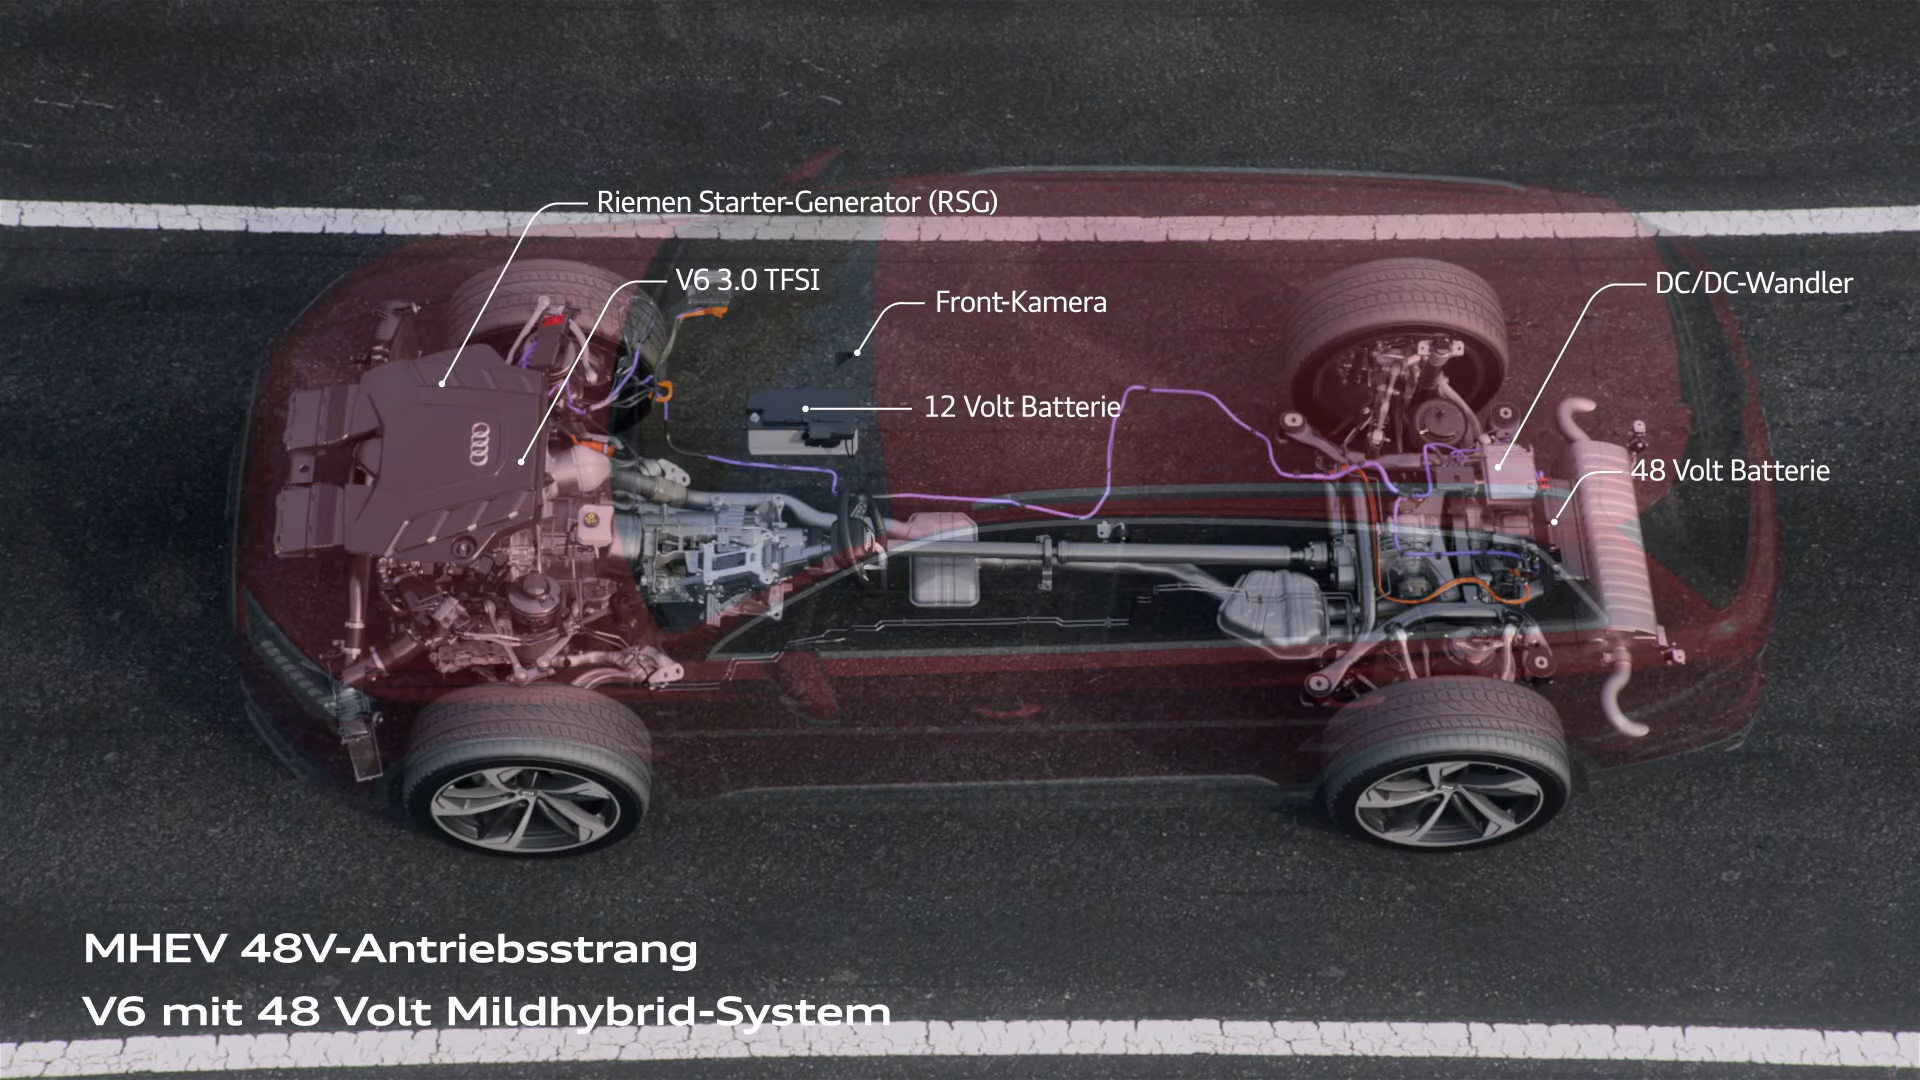 Riemen Starter-Generator (RSG)
V6 3.0 TFSI
Front-Kamera
DC/DC-Wandler
12 Volt Batterie
48 Volt Batterie
MHEV 48V-Antriebsstrang
V6 mit 48 Volt Mildhybrid-System